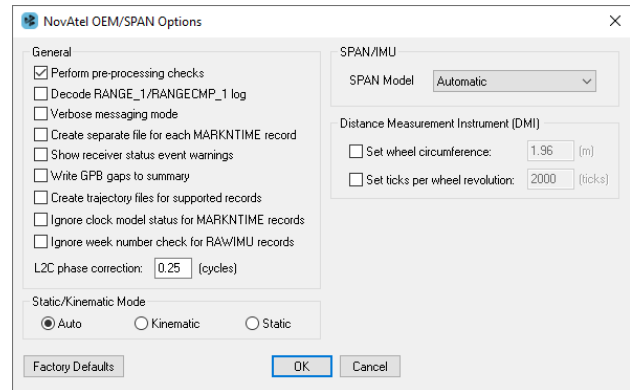 NovAtel OEM/SPAN Options
General
Perform pre-processing checks
Decode RANGE_1/RANGECMP_1 log
Verbose messaging mode
Create separate file for each MARKNTIME record
Show receiver status event warnings
Write GPB gaps to summary
Create trajectory files for supported records
Ignore clock model status for MARKNTIME records
Ignore week number check for RAWIMU records
L2C phase correction: 0.25 (cycles)
Static/Kinematic Mode
Auto Kinematic Static
SPAN/IMU
SPAN Model Automatic
Distance Measurement Instrument (DMI)
Set wheel circumference: 1.96 (m)
Set ticks per wheel revolution: 2000 (ticks)
Factory Defaults OK Cancel